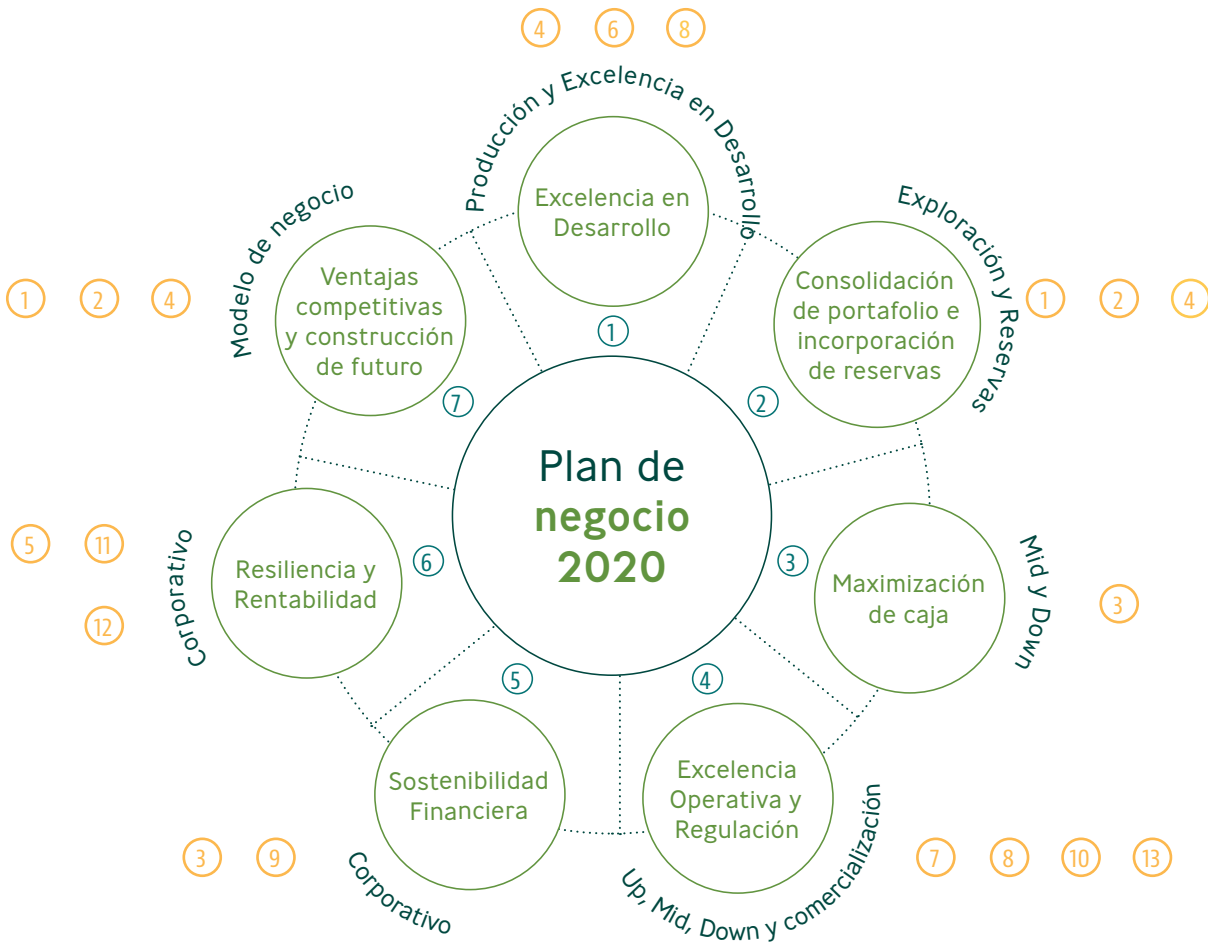 4 6 8
Producción y Excelencia en Desarrollo
Excelencia en
Desarrollo
1
Exploración y Reservas
Consolidación
de portafolio e
incorporación
de reservas
2
1 2 4
Mid y Down
Maximización
de caja
3
3
Up, Mid, Down y comercialización
Excelencia
Operativa y
Regulación
4
7 8 10 13
Corporativo
Sostenibilidad
Financiera
5
3 9
Corporativo
Resiliencia y
Rentabilidad
6
5 11
12
Modelo de negocio
Ventajas
competitivas
y construcción
de futuro
7
1 2 4
Plan de
negocio
2020